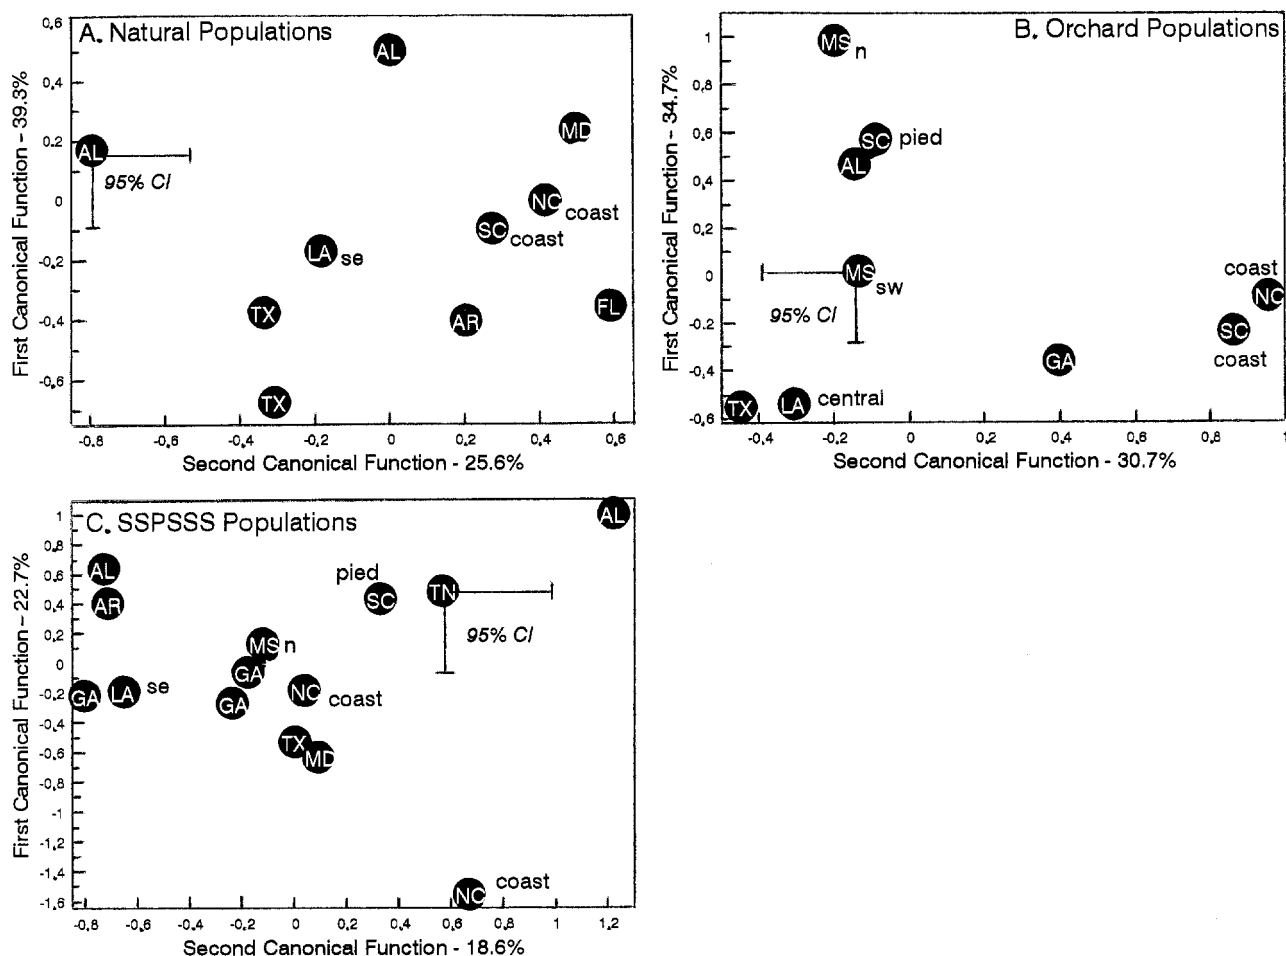 A. Natural Populations
0.6
0.4
0.2
0
-0.2
-0.4
-0.6
First Canonical Function - 39.3%
AL
AL
95% CI
MD
NC coast
SC coast
LA se
TX
AR
FL
TX
-0.8 -0.6 -0.4 -0.2 0 0.2 0.4 0.6
Second Canonical Function - 25.6%
B. Orchard Populations
1
0.8
0.6
0.4
0.2
0
-0.2
-0.4
-0.6
First Canonical Function - 34.7%
MS n
SC pied
AL
MS sw
95% CI
coast
NC
SC
coast
GA
TX LA central
-0.4 -0.2 0 0.2 0.4 0.6 0.8 1
Second Canonical Function - 30.7%
C. SSPSSS Populations
1
0.8
0.6
0.4
0.2
0
-0.2
-0.4
-0.6
-0.8
-1
-1.2
-1.4
-1.6
First Canonical Function - 22.7%
AL
AL
AR
pied
SC
TN
95% CI
MS n
GA
GA LA se
GA
NC coast
TX
MD
NC coast
-0.8 -0.6 -0.4 -0.2 0 0.2 0.4 0.6 0.8 1 1.2
Second Canonical Function - 18.6%